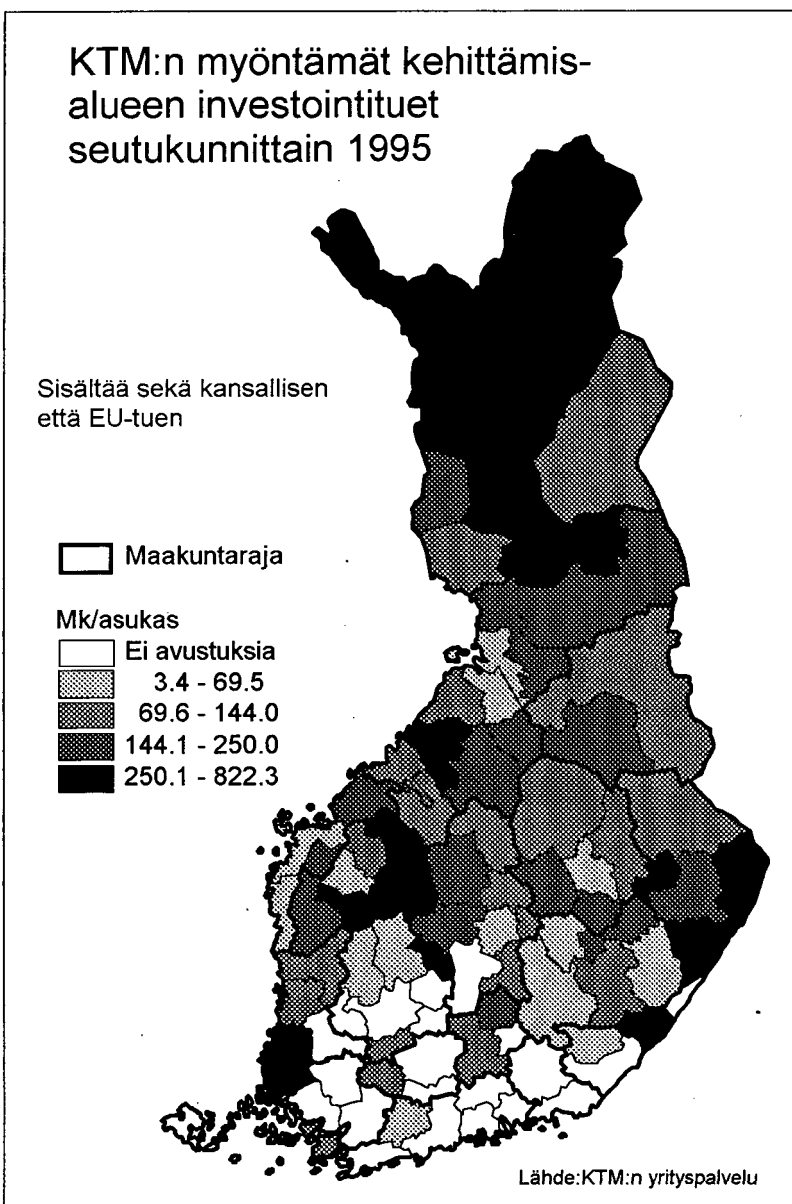 KTM:n myöntämät kehittämis-
alueen investointituet
seutukunnittain 1995
Sisältää sekä kansallisen
että EU-tuen
Maakuntaraja
Mk/asukas
Ei avustuksia
3.4 - 69.5
69.6 - 144.0
144.1 - 250.0
250.1 - 822.3
Lähde:KTM:n yrityspalvelu